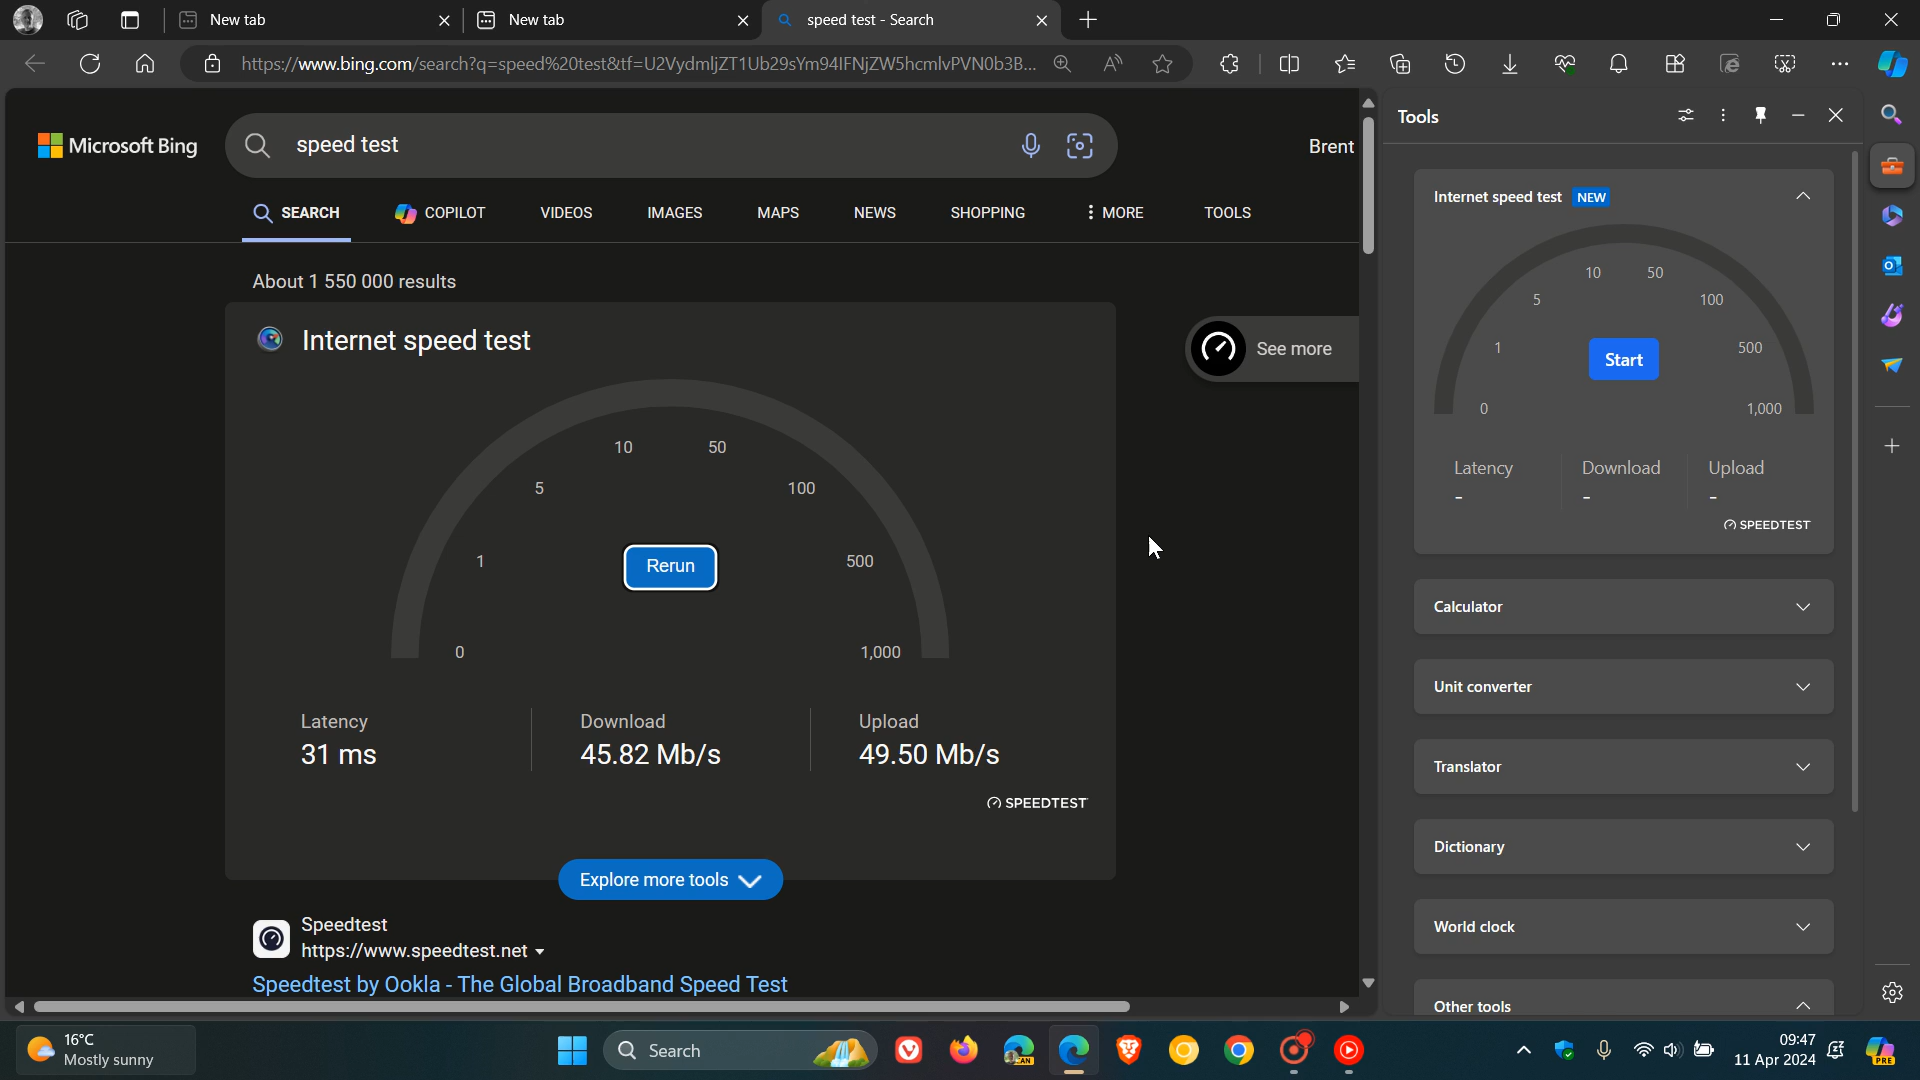 New tab
New tab
speed test - Search
https://www.bing.com/search?q=speed%20test&tf=U2VydmljZT1Ub29sYm94IFNjZW5hcmlvPVN0b3B...
Microsoft Bing
speed test
Brent
SEARCH
COPILOT
VIDEOS
IMAGES
MAPS
NEWS
SHOPPING
MORE
TOOLS
About 1 550 000 results
Internet speed test
See more
0
1
5
10
50
100
500
1,000
Rerun
Latency
31 ms
Download
45.82 Mb/s
Upload
49.50 Mb/s
SPEEDTEST
Explore more tools
Speedtest
https://www.speedtest.net
Speedtest by Ookla - The Global Broadband Speed Test
Tools
Internet speed test NEW
0
1
5
10
50
100
500
1,000
Start
Latency
-
Download
-
Upload
-
SPEEDTEST
Calculator
Unit converter
Translator
Dictionary
World clock
Other tools
16°C
Mostly sunny
Search
CAN
09:47
11 Apr 2024
PRE